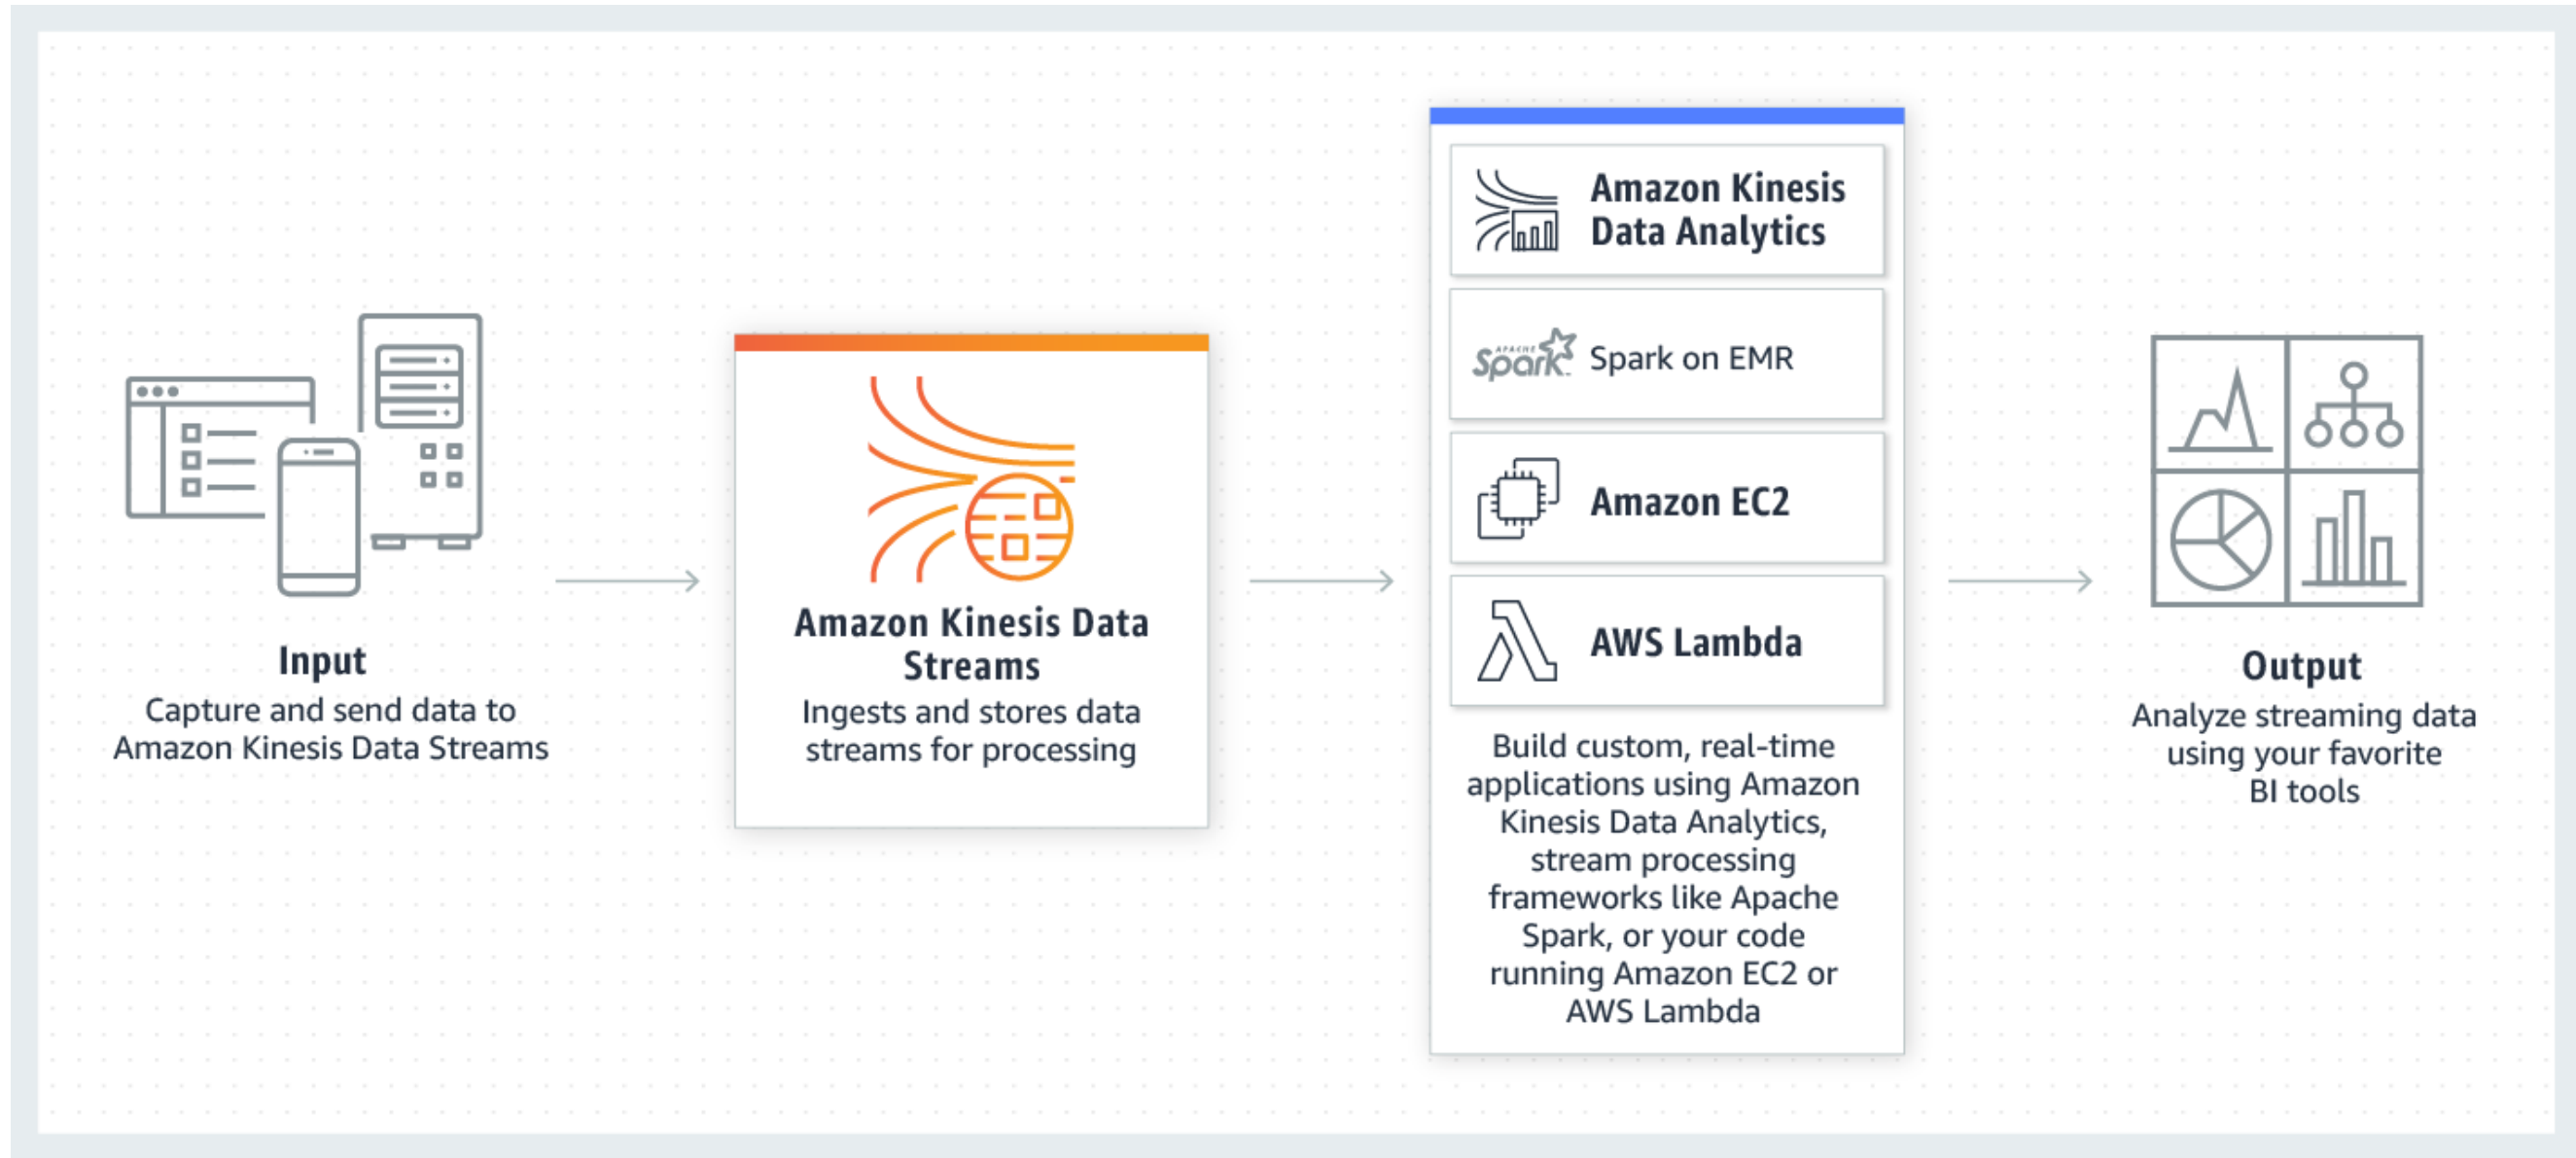 Input
Capture and send data to
Amazon Kinesis Data Streams
Amazon Kinesis Data
Streams
Ingests and stores data
streams for processing
Amazon Kinesis
Data Analytics
APACHE
Spark
Spark on EMR
Amazon EC2
AWS Lambda
Build custom, real-time
applications using Amazon
Kinesis Data Analytics,
stream processing
frameworks like Apache
Spark, or your code
running Amazon EC2 or
AWS Lambda
Output
Analyze streaming data
using your favorite
BI tools